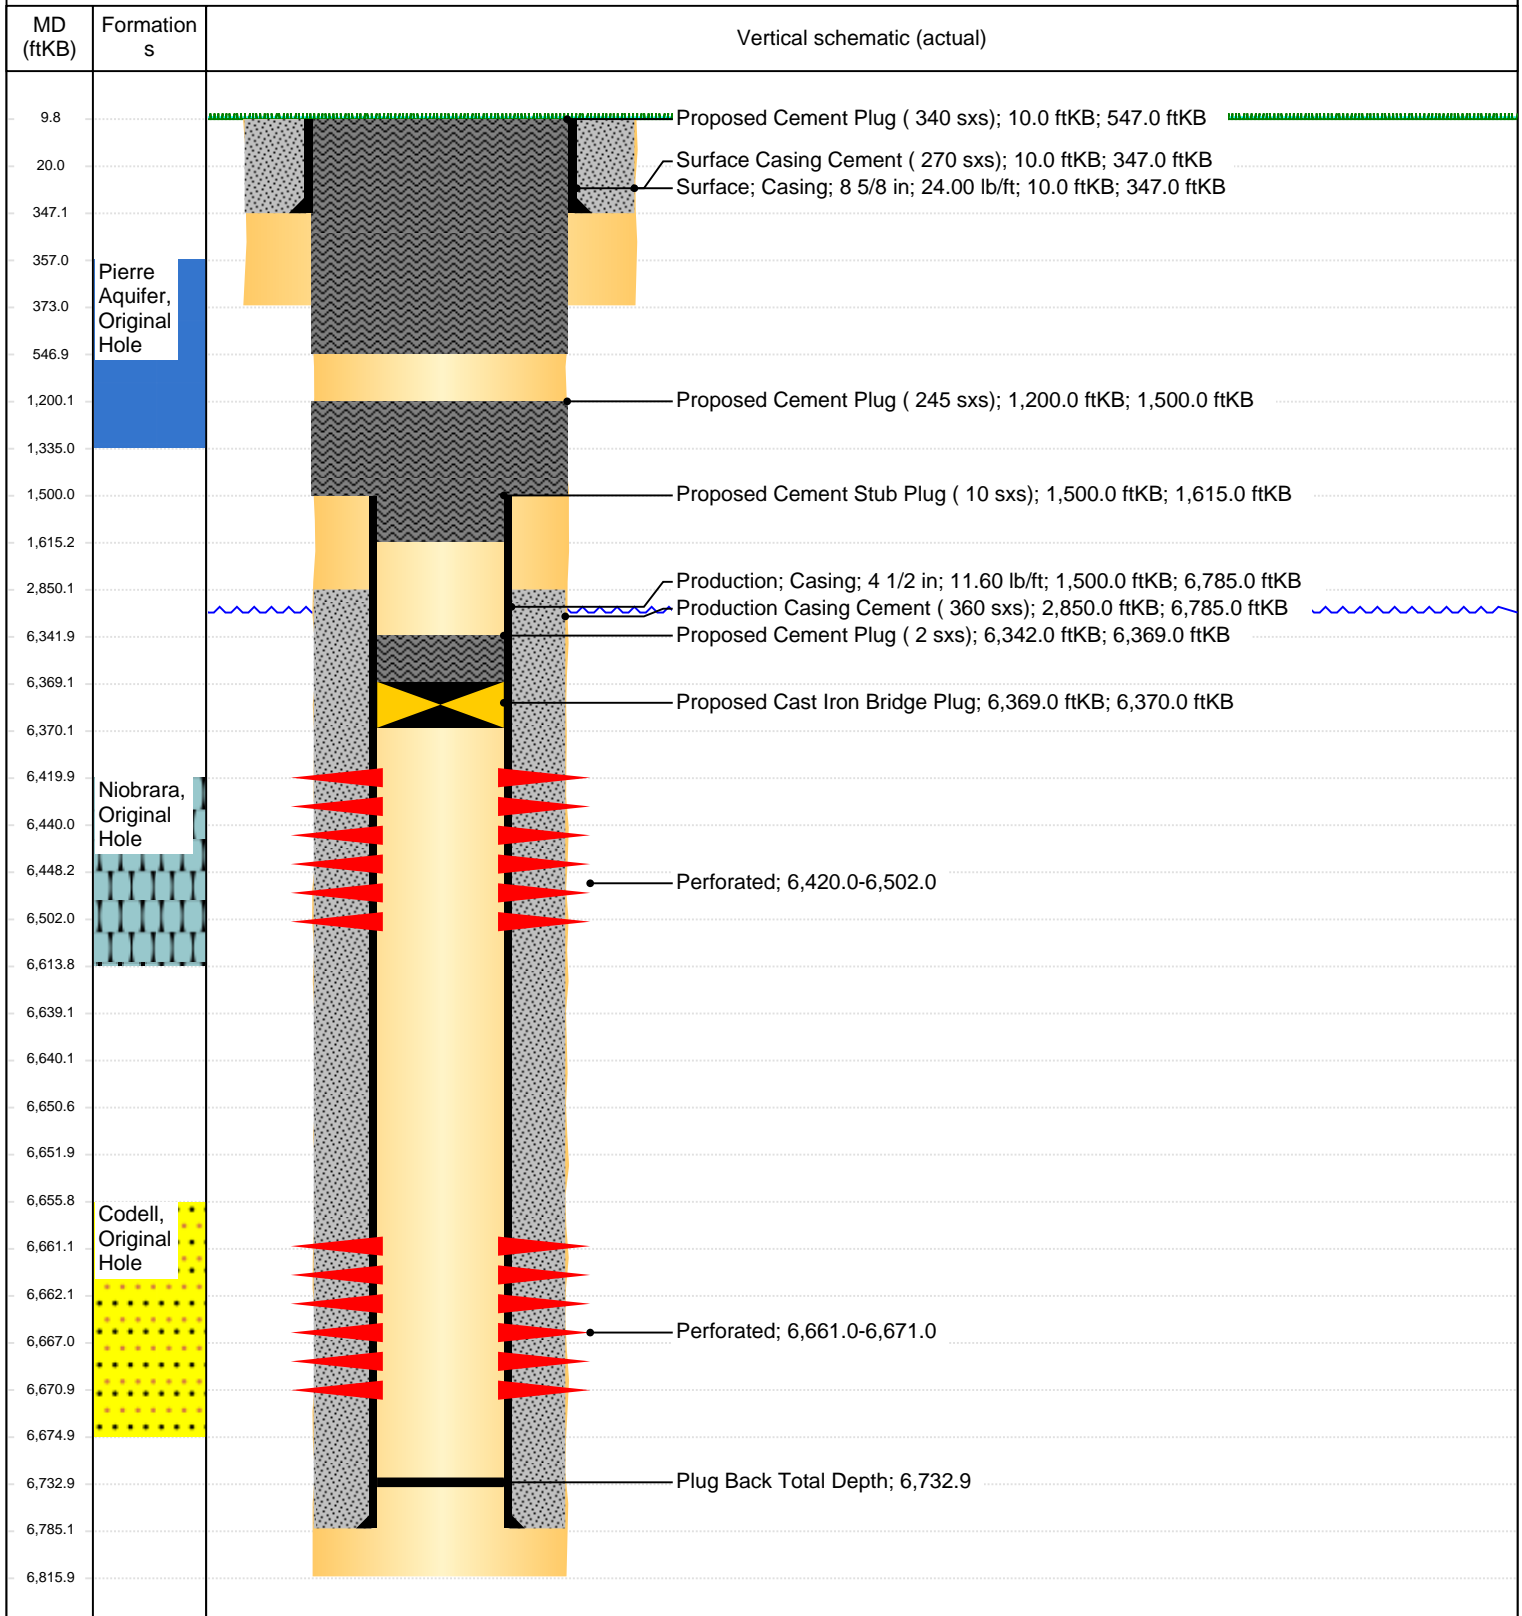 MD
(ftKB)
Formation
s
Vertical schematic (actual)
9.8
Proposed Cement Plug ( 340 sxs); 10.0 ftKB; 547.0 ftKB
20.0
Surface Casing Cement ( 270 sxs); 10.0 ftKB; 347.0 ftKB
Surface; Casing; 8 5/8 in; 24.00 lb/ft; 10.0 ftKB; 347.0 ftKB
347.1
357.0
Pierre
Aquifer,
Original
Hole
373.0
546.9
1,200.1
Proposed Cement Plug ( 245 sxs); 1,200.0 ftKB; 1,500.0 ftKB
1,335.0
1,500.0
Proposed Cement Stub Plug ( 10 sxs); 1,500.0 ftKB; 1,615.0 ftKB
1,615.2
2,850.1
Production; Casing; 4 1/2 in; 11.60 lb/ft; 1,500.0 ftKB; 6,785.0 ftKB
Production Casing Cement ( 360 sxs); 2,850.0 ftKB; 6,785.0 ftKB
6,341.9
Proposed Cement Plug ( 2 sxs); 6,342.0 ftKB; 6,369.0 ftKB
6,369.1
Proposed Cast Iron Bridge Plug; 6,369.0 ftKB; 6,370.0 ftKB
6,370.1
6,419.9
Niobrara,
Original
Hole
6,440.0
6,448.2
Perforated; 6,420.0-6,502.0
6,502.0
6,613.8
6,639.1
6,640.1
6,650.6
6,651.9
6,655.8
Codell,
Original
Hole
6,661.1
6,662.1
Perforated; 6,661.0-6,671.0
6,667.0
6,670.9
6,674.9
6,732.9
Plug Back Total Depth; 6,732.9
6,785.1
6,815.9